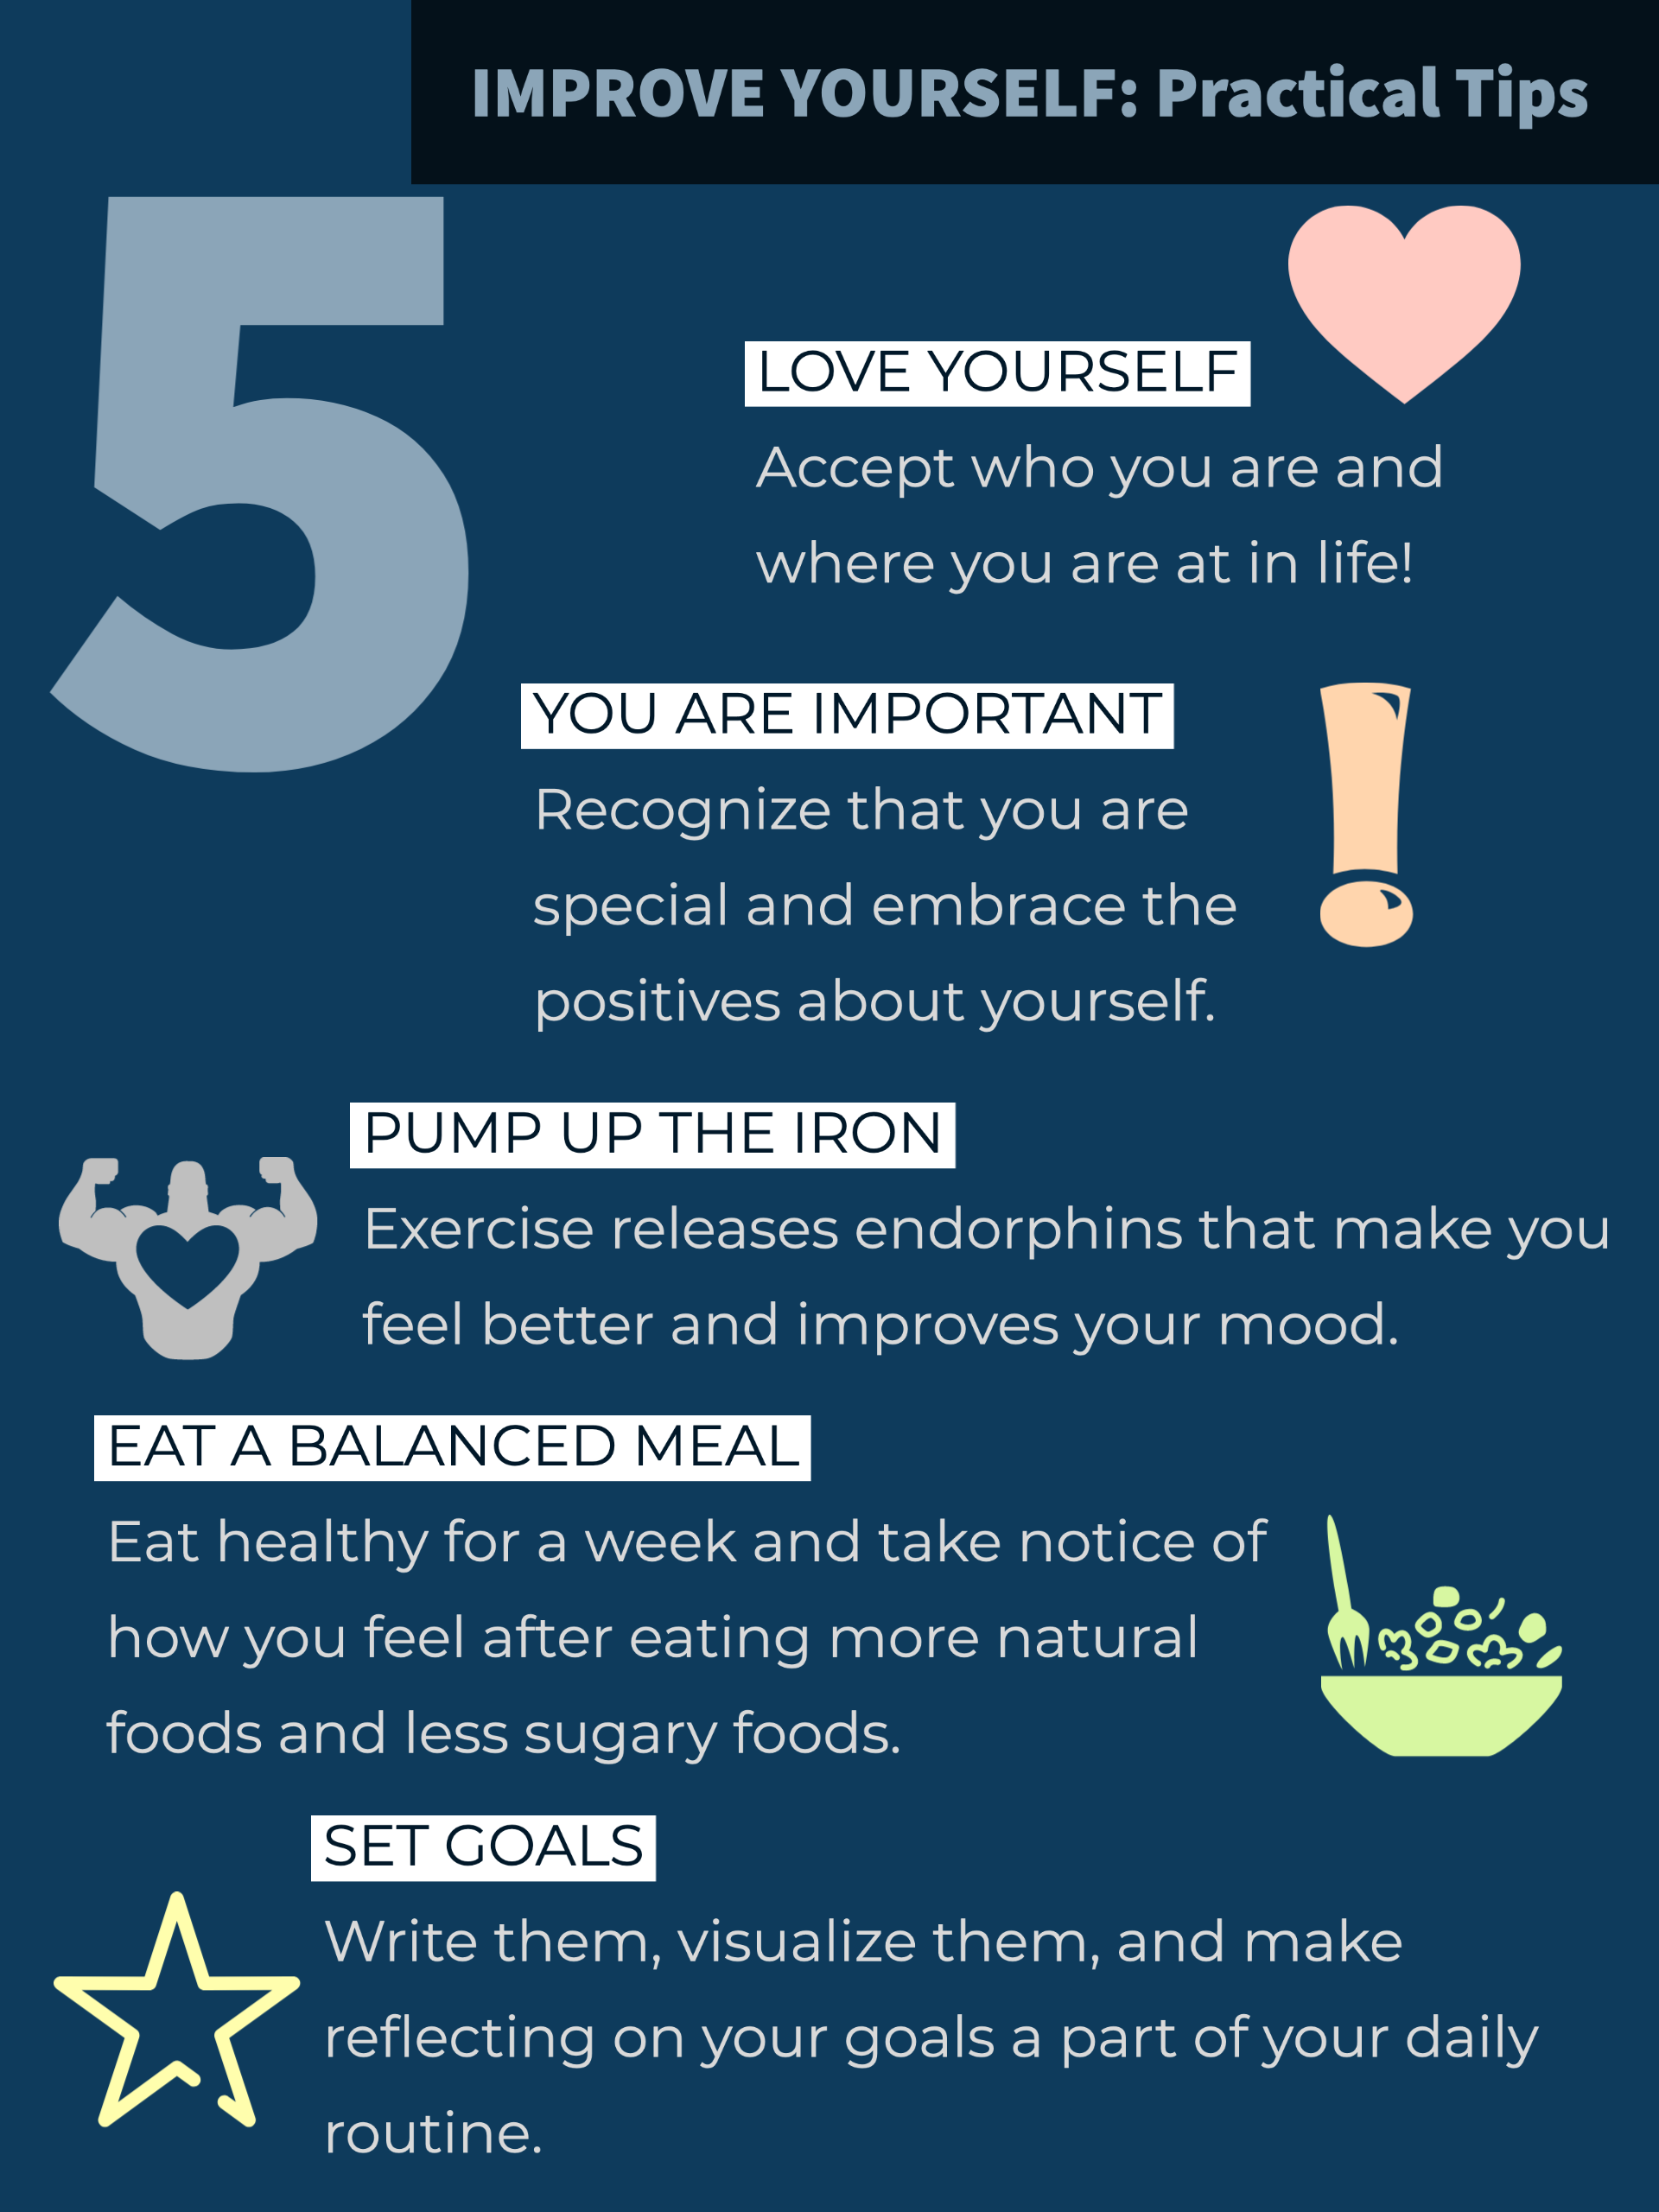 IMPROVE YOURSELF: Practical Tips
5
LOVE YOURSELF
Accept who you are and
where you are at in life!
YOU ARE IMPORTANT
Recognize that you are
special and embrace the
positives about yourself.
PUMP UP THE IRON
Exercise releases endorphins that make you
feel better and improves your mood.
EAT A BALANCED MEAL
Eat healthy for a week and take notice of
how you feel after eating more natural
foods and less sugary foods.
SET GOALS
Write them, visualize them, and make
reflecting on your goals a part of your daily
routine.